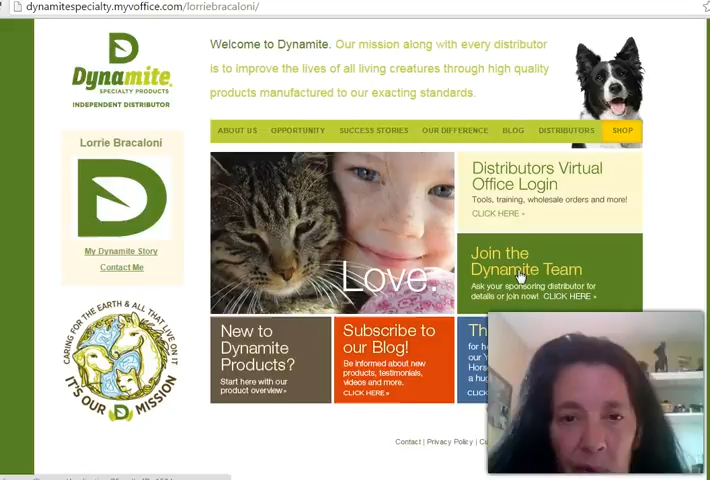 dynamitespecialty.myvoffice.com/lorriebracaloni/
Dynamite
SPECIALTY PRODUCTS
INDEPENDENT DISTRIBUTOR
Welcome to Dynamite. Our mission along with every distributor
is to improve the lives of all living creatures through high quality
products manufactured to our exacting standards.
ABOUT US OPPORTUNITY SUCCESS STORIES OUR DIFFERENCE BLOG DISTRIBUTORS SHOP
Lorrie Bracaloni
My Dynamite Story
Contact Me
CARING FOR THE EARTH & ALL THAT LIVE ON IT
IT'S OUR MISSION
Love.
Distributors Virtual
Office Login
Tools, training, wholesale orders and more!
CLICK HERE »
Join the
Dynamite Team
Ask your sponsoring distributor for
details or join now! CLICK HERE »
New to
Dynamite
Products?
Start here with our
product overview»
Subscribe to
our Blog!
Be informed about new
products, testimonials,
videos and more.
CLICK HERE»
Th
for h
our Y
Hors
a hug
CLICK
Contact | Privacy Policy |